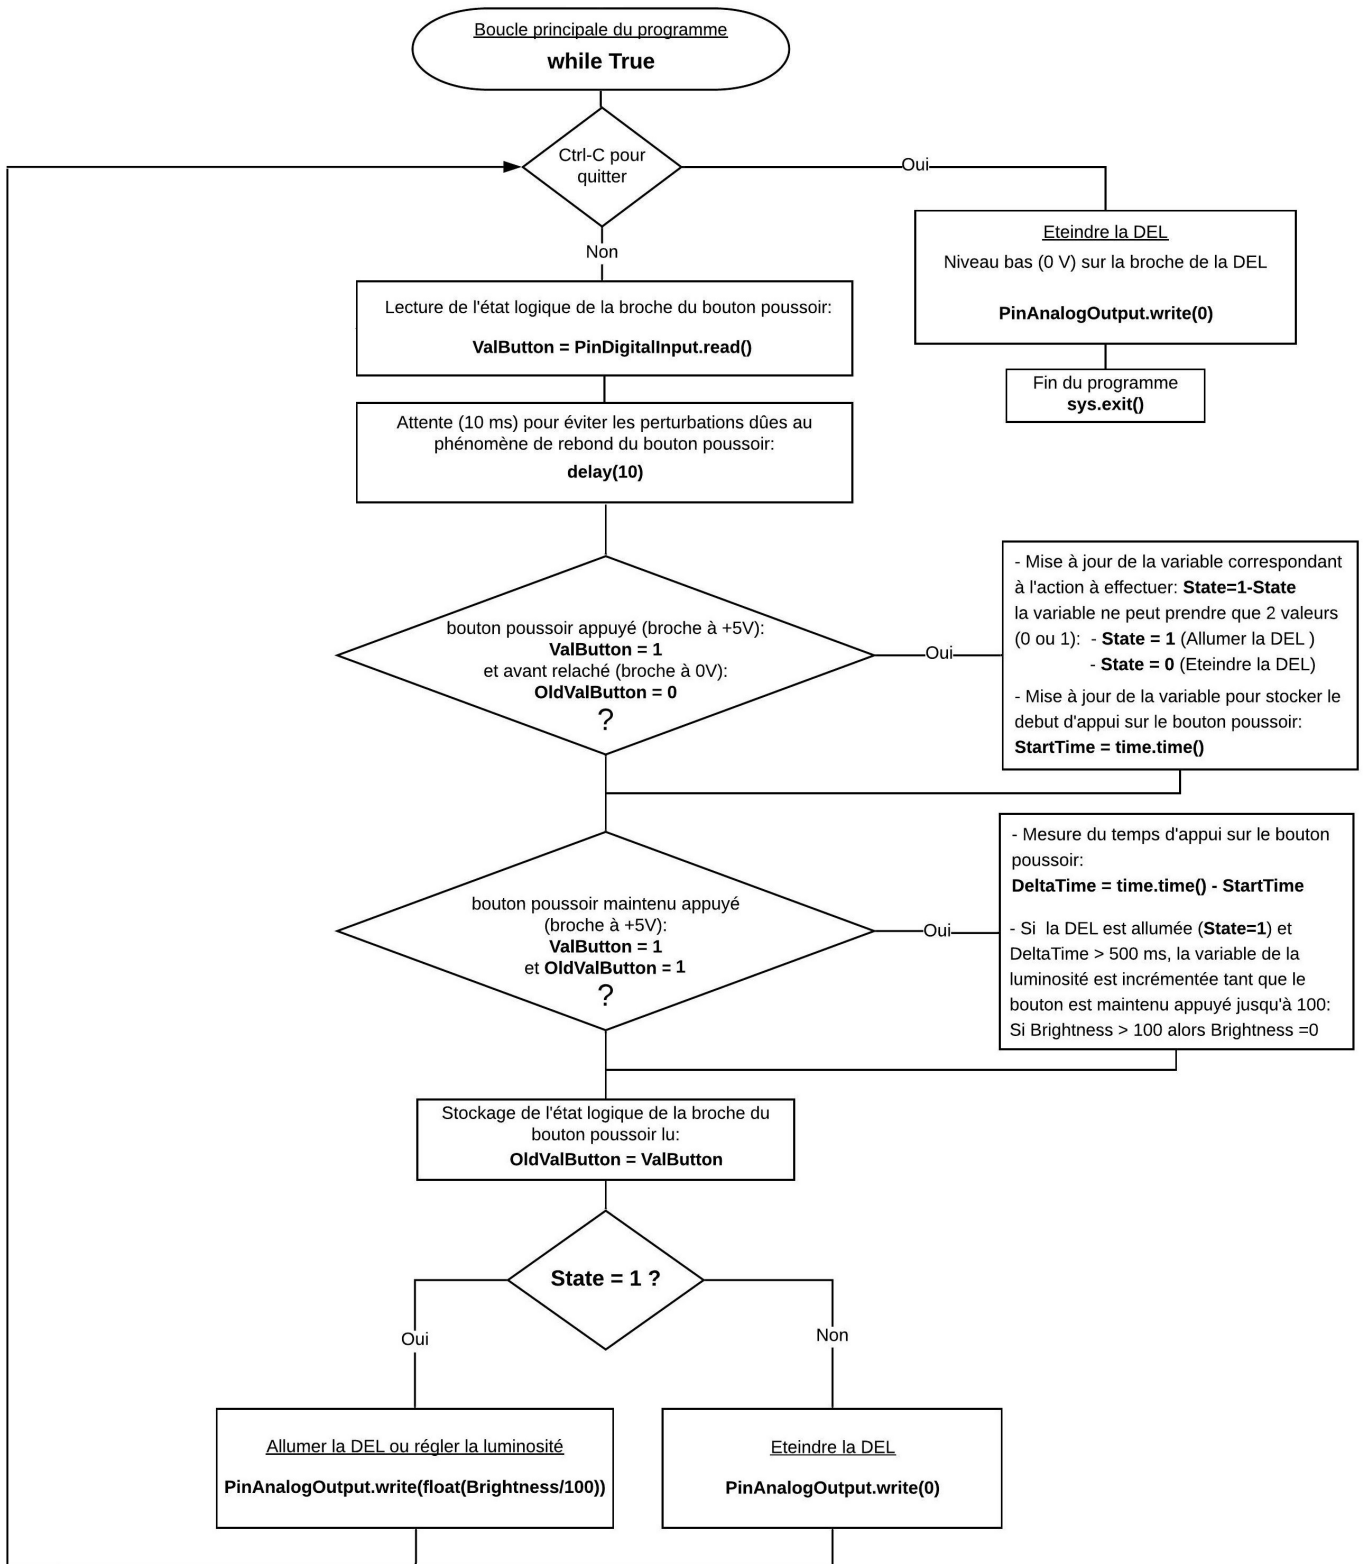 Boucle principale du programme
while True
Ctrl-C pour
quitter
Oui
Non
Eteindre la DEL
Niveau bas (0 V) sur la broche de la DEL
PinAnalogOutput.write(0)
Fin du programme
sys.exit()
Lecture de l'état logique de la broche du bouton poussoir:
ValButton = PinDigitalInput.read()
Attente (10 ms) pour éviter les perturbations dûes au
phénomène de rebond du bouton poussoir:
delay(10)
bouton poussoir appuyé (broche à +5V):
ValButton = 1
et avant relaché (broche à 0V):
OldValButton = 0
?
Oui
- Mise à jour de la variable correspondant
à l'action à effectuer: State=1-State
la variable ne peut prendre que 2 valeurs
(0 ou 1): - State = 1 (Allumer la DEL )
- State = 0 (Eteindre la DEL)
- Mise à jour de la variable pour stocker le
debut d'appui sur le bouton poussoir:
StartTime = time.time()
bouton poussoir maintenu appuyé
(broche à +5V):
ValButton = 1
et OldValButton = 1
?
Oui
- Mesure du temps d'appui sur le bouton
poussoir:
DeltaTime = time.time() - StartTime
- Si la DEL est allumée (State=1) et
DeltaTime > 500 ms, la variable de la
luminosité est incrémentée tant que le
bouton est maintenu appuyé jusqu'à 100:
Si Brightness > 100 alors Brightness =0
Stockage de l'état logique de la broche du
bouton poussoir lu:
OldValButton = ValButton
State = 1 ?
Oui
Non
Allumer la DEL ou régler la luminosité
PinAnalogOutput.write(float(Brightness/100))
Eteindre la DEL
PinAnalogOutput.write(0)